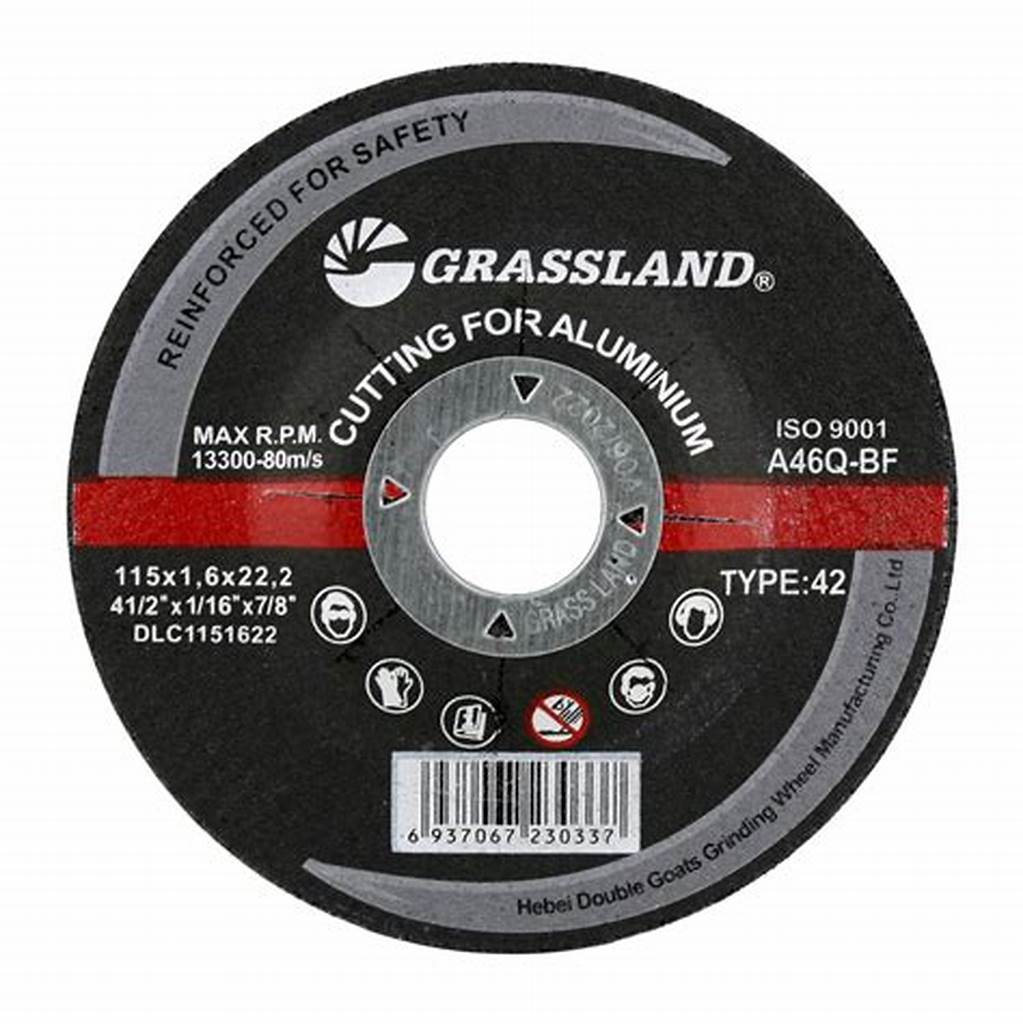 REINFORCED FOR SAFETY
GRASSLAND®
CUTTING FOR ALUMINIUM
MAX R.P.M.
13300-80m/s
ISO 9001
A46Q-BF
V06/2022
GRASS LAND
115x1,6x22,2
41/2"x1/16"x7/8"
DLC1151622
TYPE:42
6 937067 230337
Hebei Double Goats Grinding Wheel Manufacturing Co.,Ltd